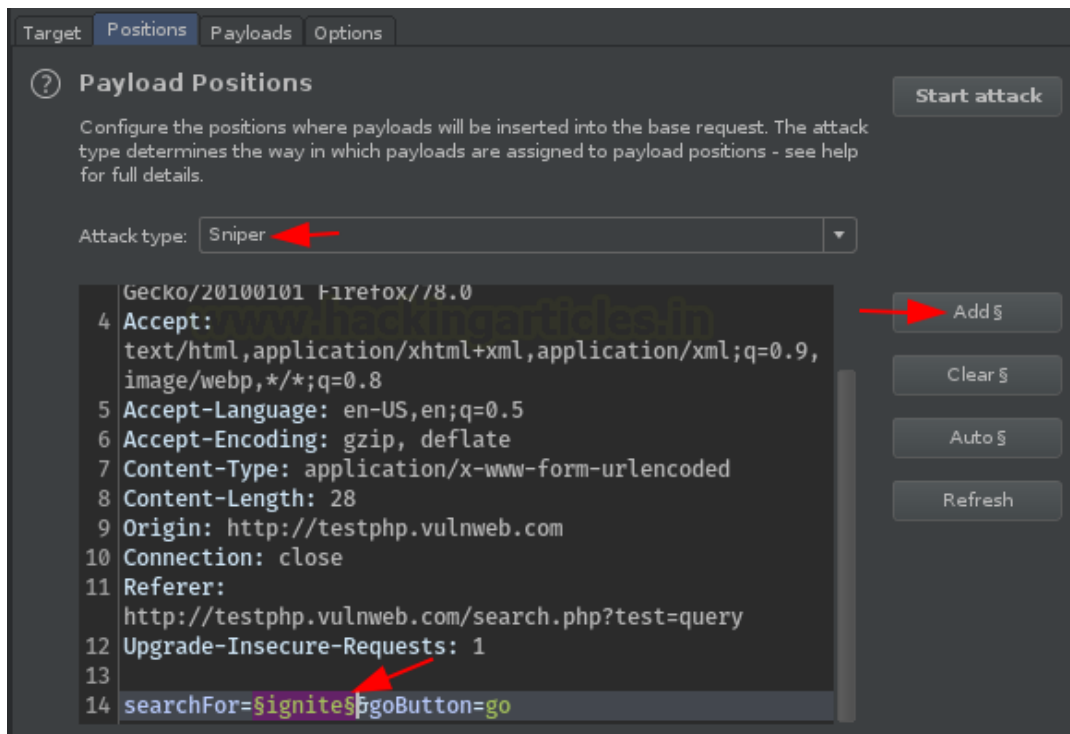 Target Positions Payloads Options
? Payload Positions
Start attack
Configure the positions where payloads will be inserted into the base request. The attack
type determines the way in which payloads are assigned to payload positions - see help
for full details.
Attack type: Sniper
Gecko/20100101 Firefox/78.0
www.hackingarticles.in
4 Accept:
text/html,application/xhtml+xml,application/xml;q=0.9,
image/webp,*/*;q=0.8
5 Accept-Language: en-US,en;q=0.5
6 Accept-Encoding: gzip, deflate
7 Content-Type: application/x-www-form-urlencoded
8 Content-Length: 28
9 Origin: http://testphp.vulnweb.com
10 Connection: close
11 Referer:
http://testphp.vulnweb.com/search.php?test=query
12 Upgrade-Insecure-Requests: 1
13
14 searchFor=§ignite§&goButton=go
Add §
Clear §
Auto §
Refresh